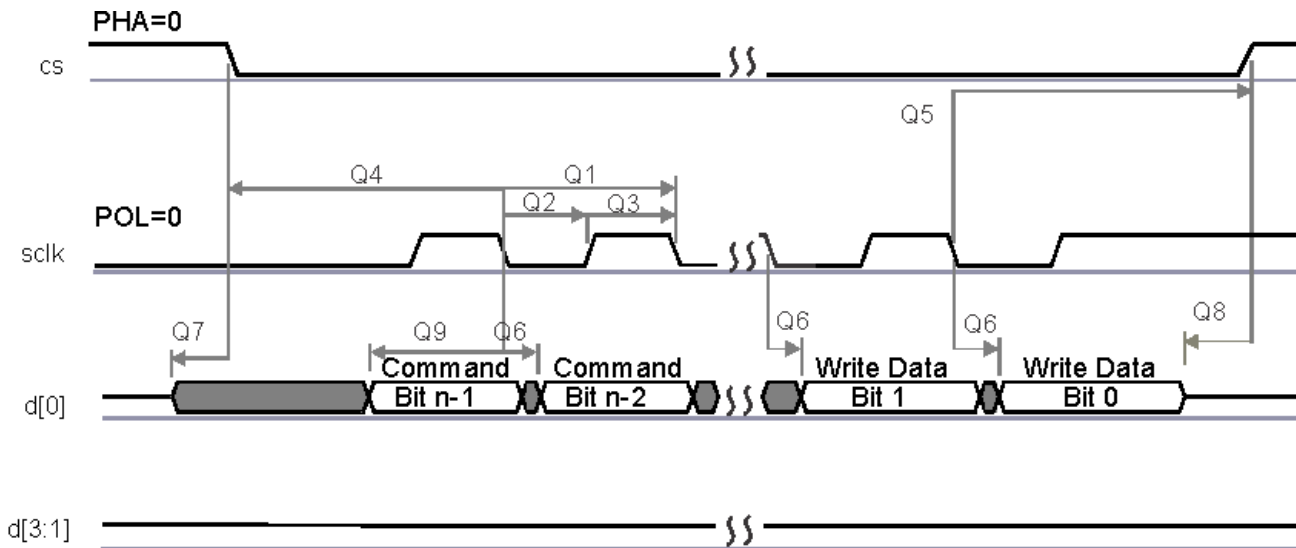 PHA=0
cs
Q5
Q4 Q1
Q2 Q3
POL=0
sclk
Q7 Q9 Q6 Q6 Q6 Q8
Command Command Write Data Write Data
d[0] Bit n-1 Bit n-2 Bit 1 Bit 0
d[3:1]